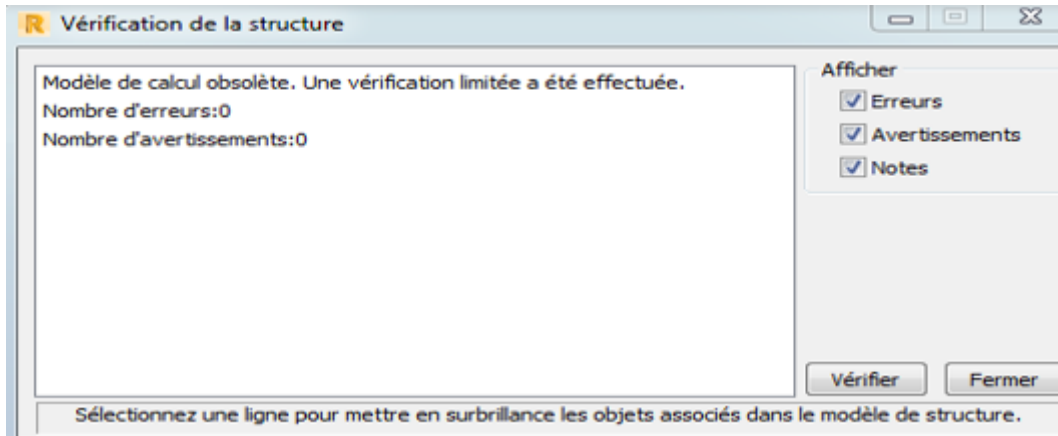 Vérification de la structure
Modèle de calcul obsolète. Une vérification limitée a été effectuée.
Nombre d'erreurs:0
Nombre d'avertissements:0
Afficher
Erreurs
Avertissements
Notes
Vérifier
Fermer
Sélectionnez une ligne pour mettre en surbrillance les objets associés dans le modèle de structure.